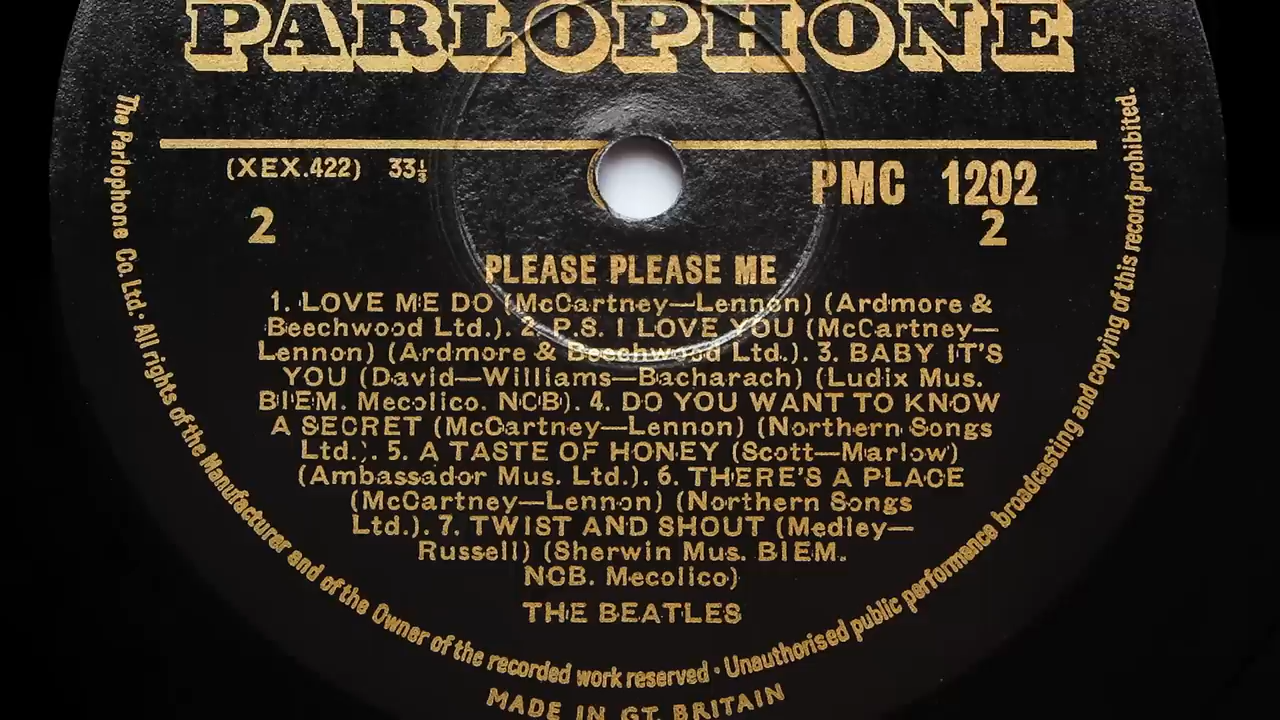 PARLOPHONE
(XEX.422) 33⅓
PMC 1202
2
2
PLEASE PLEASE ME
1. LOVE ME DO (McCartney—Lennon) (Ardmore &
Beechwood Ltd.). 2. P.S. I LOVE YOU (McCartney—
Lennon) (Ardmore & Beechwood Ltd.). 3. BABY IT'S
YOU (David—Williams—Bacharach) (Ludix Mus.
BIEM. Mecolico. NCB). 4. DO YOU WANT TO KNOW
A SECRET (McCartney—Lennon) (Northern Songs
Ltd.). 5. A TASTE OF HONEY (Scott—Marlow)
(Ambassador Mus. Ltd.). 6. THERE'S A PLACE
(McCartney—Lennon) (Northern Songs
Ltd.). 7. TWIST AND SHOUT (Medley—
Russell) (Sherwin Mus. BIEM.
NCB. Mecolico)
THE BEATLES
The Parlophone Co. Ltd. · All rights of the Manufacturer and of the Owner of the recorded work reserved · Unauthorised public performance broadcasting and copying of this record prohibited.
MADE IN GT. BRITAIN